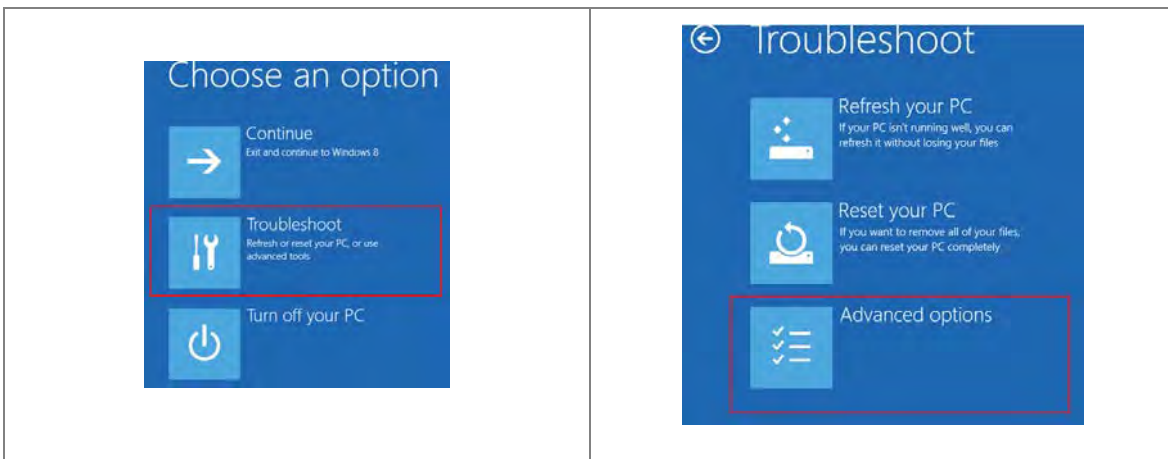 Choose an option
Continue
Exit and continue to Windows 8
Troubleshoot
Refresh or reset your PC, or use
advanced tools
Turn off your PC
Troubleshoot
Refresh your PC
If your PC isn't running well, you can
refresh it without losing your files
Reset your PC
If you want to remove all of your files,
you can reset your PC completely
Advanced options